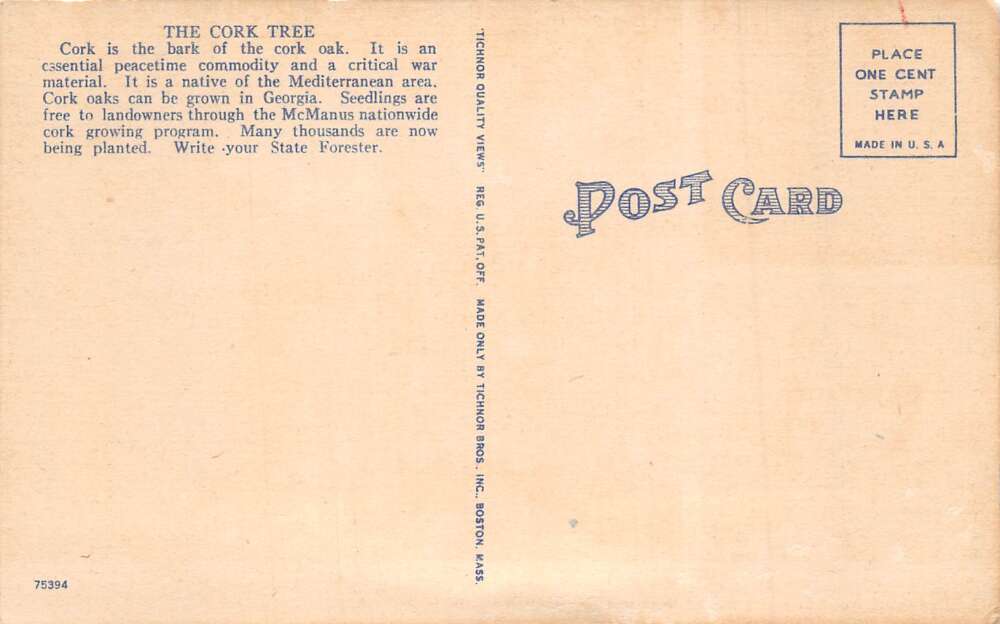 THE CORK TREE
Cork is the bark of the cork oak. It is an
essential peacetime commodity and a critical war
material. It is a native of the Mediterranean area.
Cork oaks can be grown in Georgia. Seedlings are
free to landowners through the McManus nationwide
cork growing program. Many thousands are now
being planted. Write your State Forester.
75394
"TICHNOR QUALITY VIEWS" REG. U. S. PAT. OFF. MADE ONLY BY TICHNOR BROS. INC., BOSTON, MASS.
POST CARD
PLACE
ONE CENT
STAMP
HERE
MADE IN U. S. A